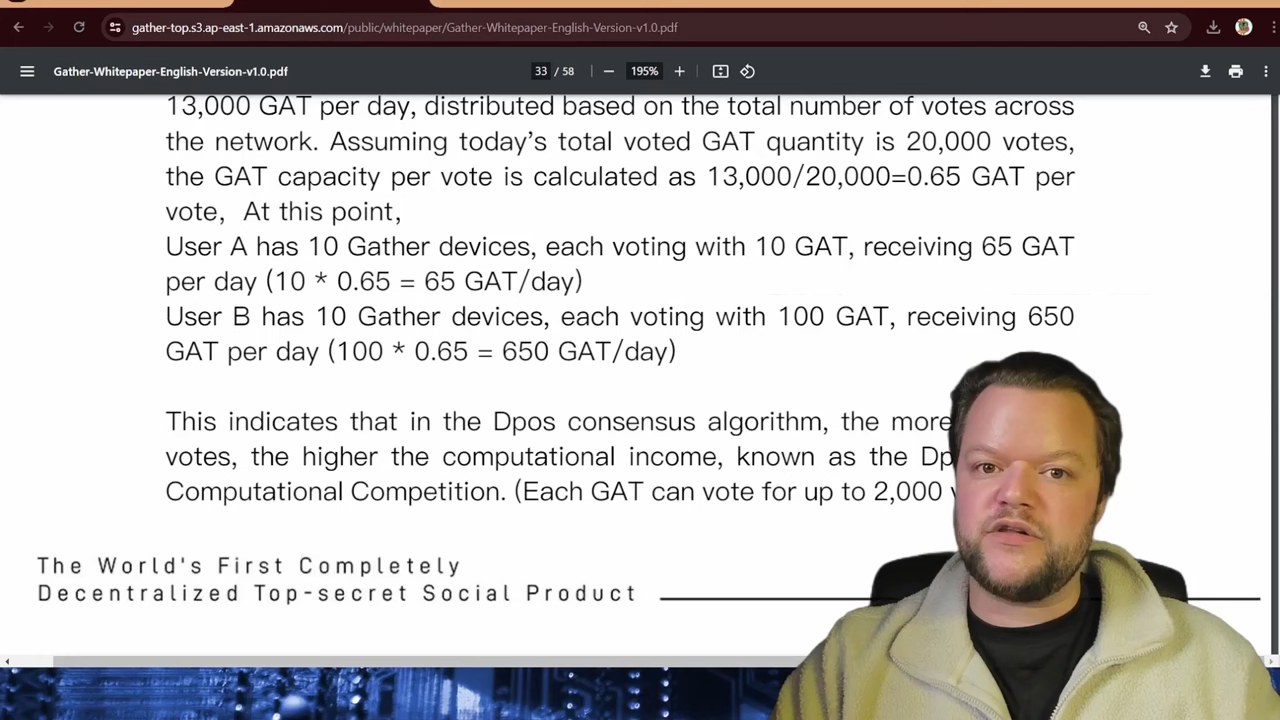 gather-top.s3.ap-east-1.amazonaws.com/public/whitepaper/Gather-Whitepaper-English-Version-v1.0.pdf
Gather-Whitepaper-English-Version-v1.0.pdf 33 / 58 195%
13,000 GAT per day, distributed based on the total number of votes across
the network. Assuming today's total voted GAT quantity is 20,000 votes,
the GAT capacity per vote is calculated as 13,000/20,000=0.65 GAT per
vote, At this point,
User A has 10 Gather devices, each voting with 10 GAT, receiving 65 GAT
per day (10 * 0.65 = 65 GAT/day)
User B has 10 Gather devices, each voting with 100 GAT, receiving 650
GAT per day (100 * 0.65 = 650 GAT/day)
This indicates that in the Dpos consensus algorithm, the more
votes, the higher the computational income, known as the
Computational Competition. (Each GAT can vote for up to 2,000
The World's First Completely
Decentralized Top-secret Social Product